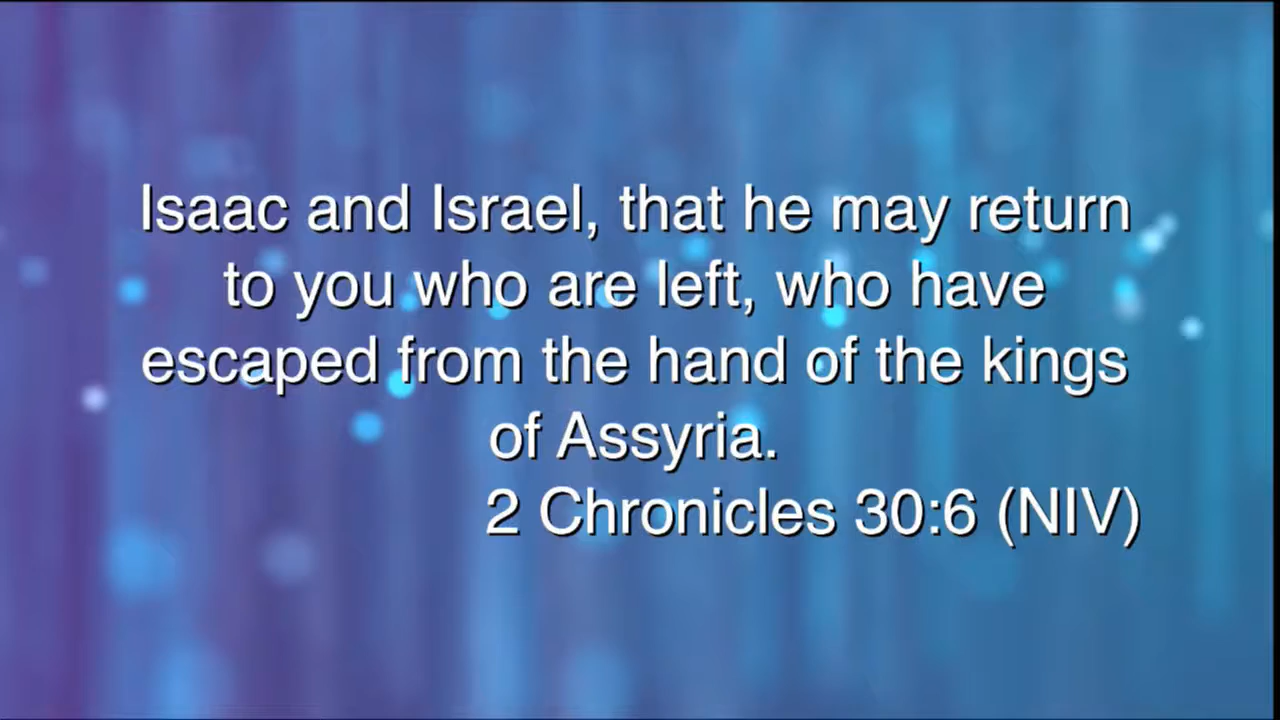 Isaac and Israel, that he may return
to you who are left, who have
escaped from the hand of the kings
of Assyria.
2 Chronicles 30:6 (NIV)